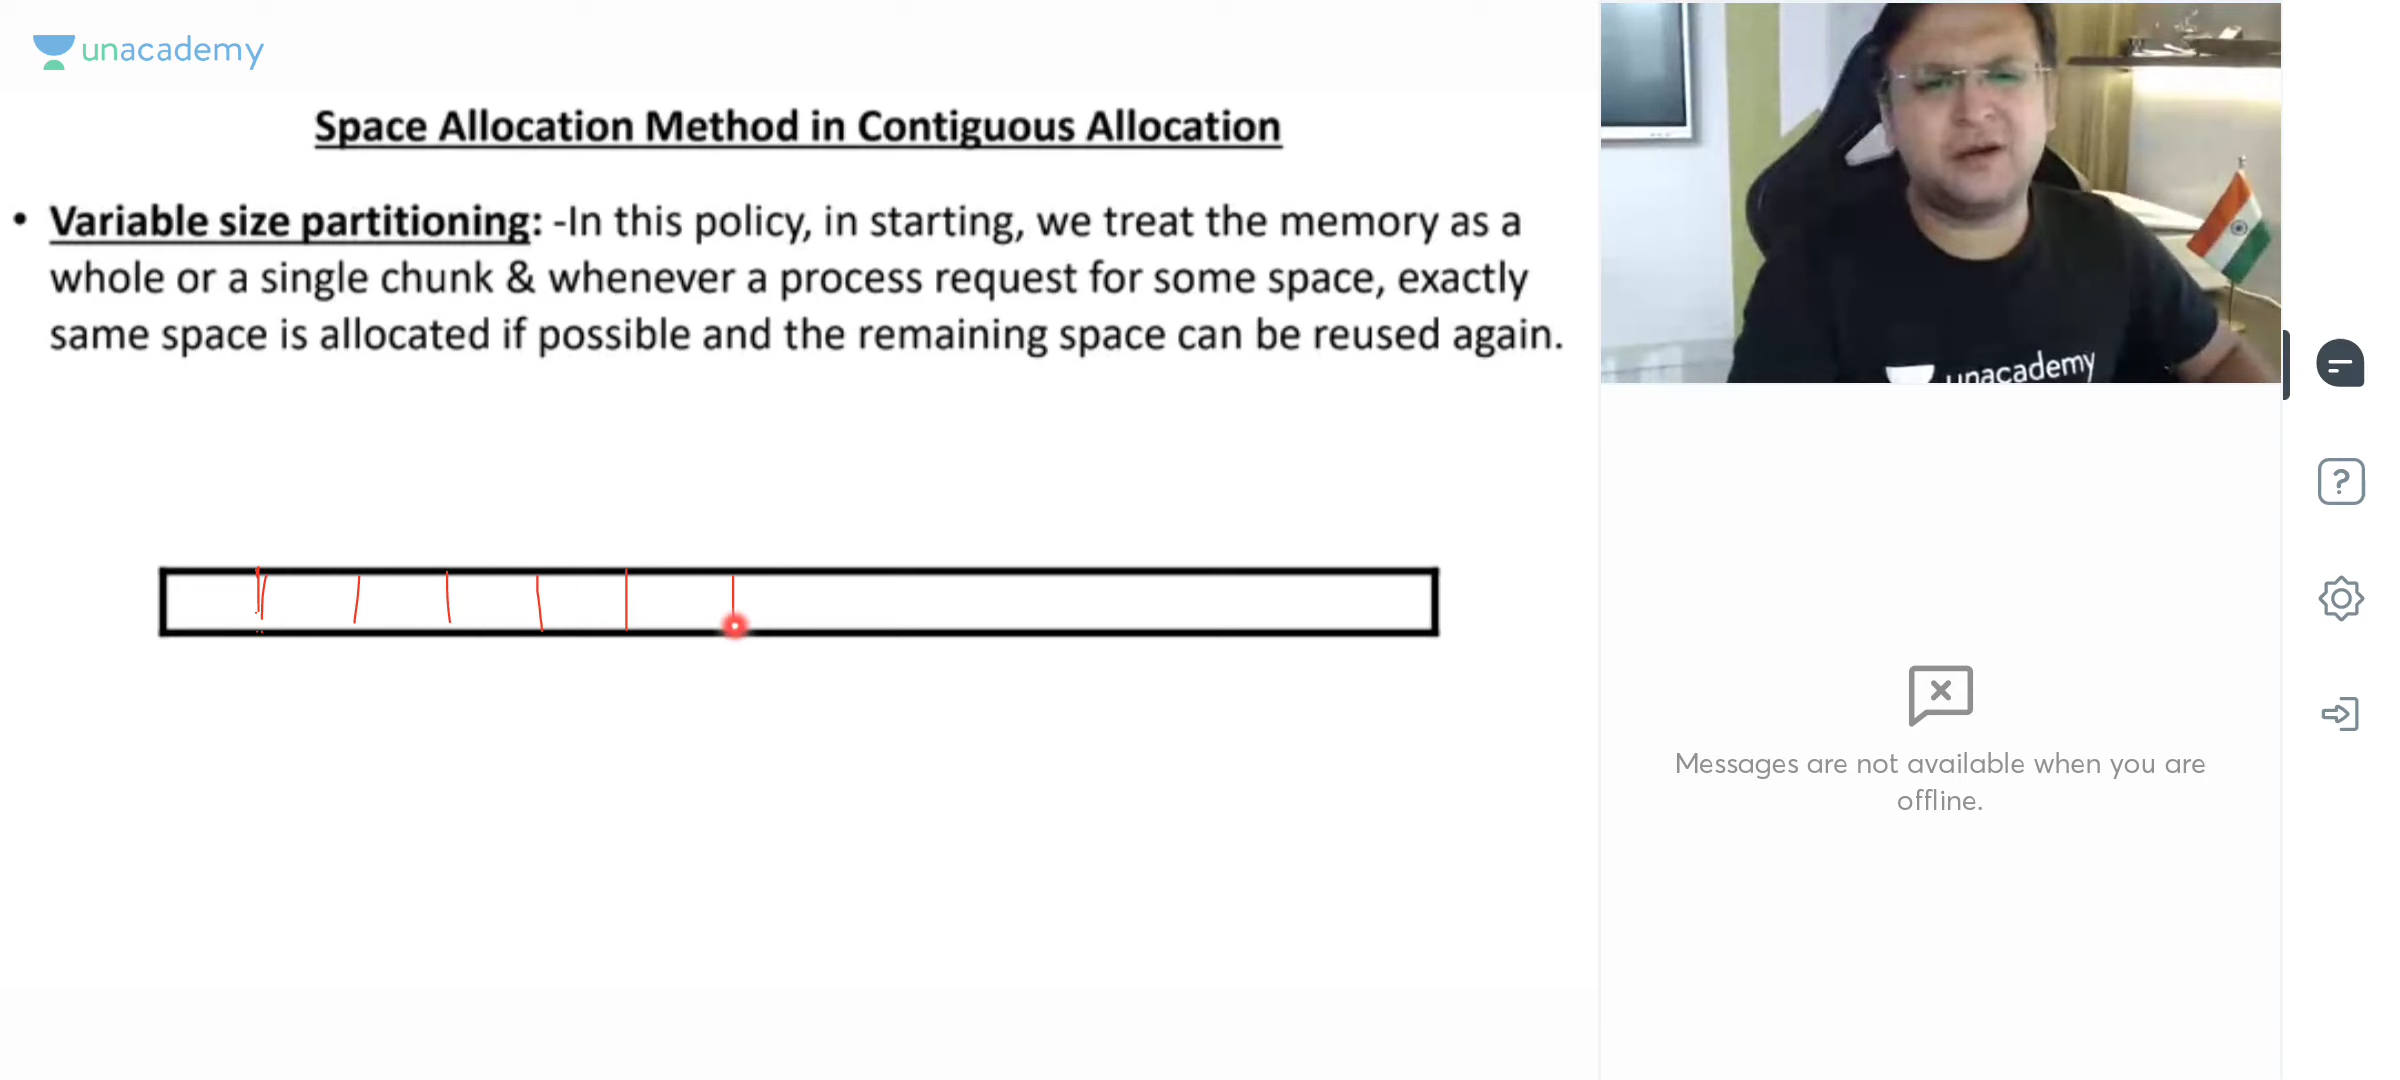 unacademy
Space Allocation Method in Contiguous Allocation
• Variable size partitioning: -In this policy, in starting, we treat the memory as a
whole or a single chunk & whenever a process request for some space, exactly
same space is allocated if possible and the remaining space can be reused again.
unacademy
?
Messages are not available when you are
offline.